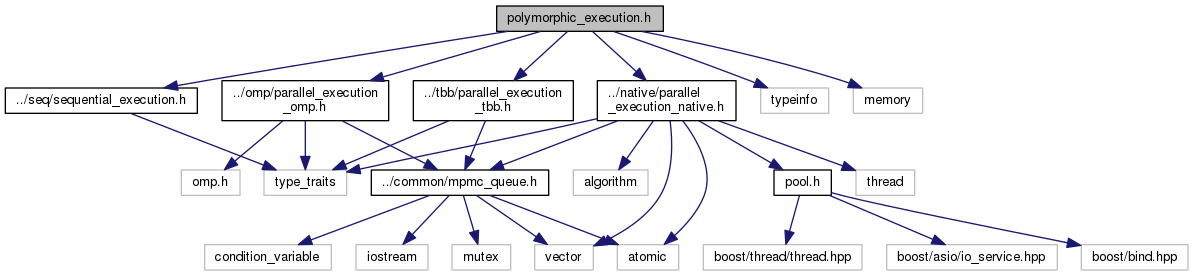 polymorphic_execution.h
../seq/sequential_execution.h
../omp/parallel_execution
_omp.h
../tbb/parallel_execution
_tbb.h
../native/parallel
_execution_native.h
typeinfo
memory
omp.h
type_traits
../common/mpmc_queue.h
algorithm
pool.h
thread
condition_variable
iostream
mutex
vector
atomic
boost/thread/thread.hpp
boost/asio/io_service.hpp
boost/bind.hpp